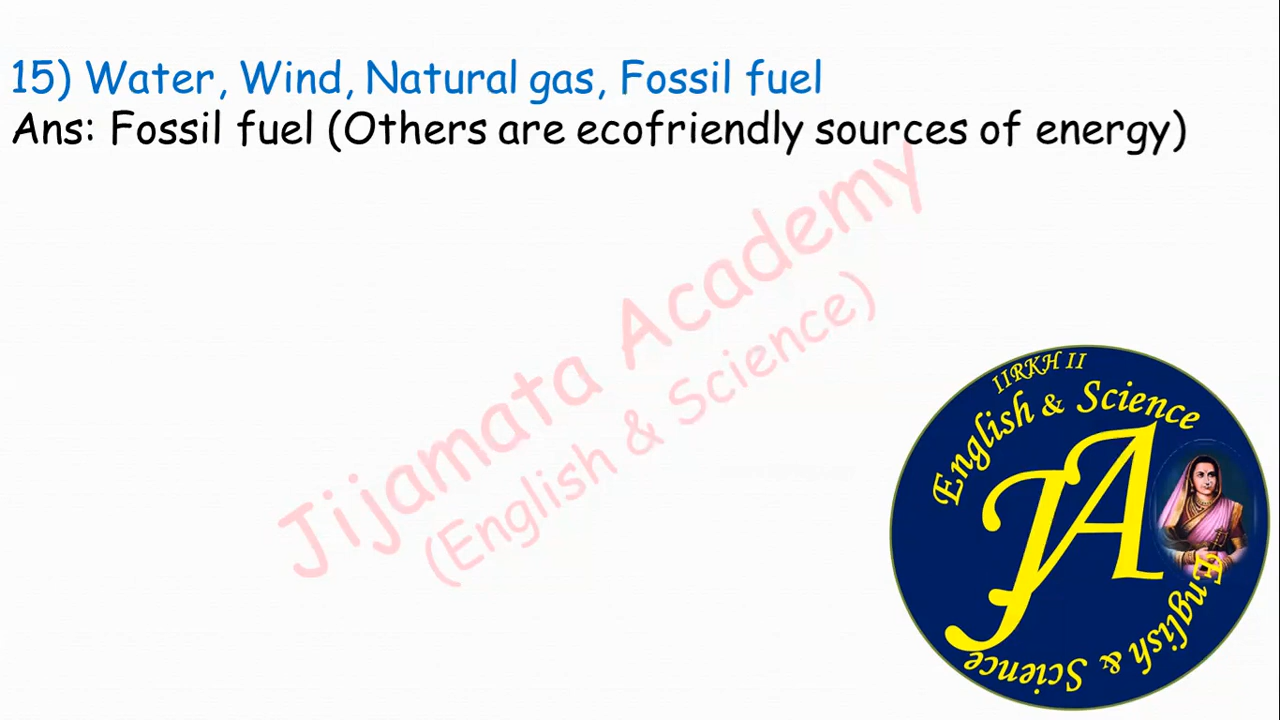 15) Water, Wind, Natural gas, Fossil fuel
Ans: Fossil fuel (Others are ecofriendly sources of energy)
Jijamata Academy
(English & Science)
IIRKH II
English & Science
JA
English & Science